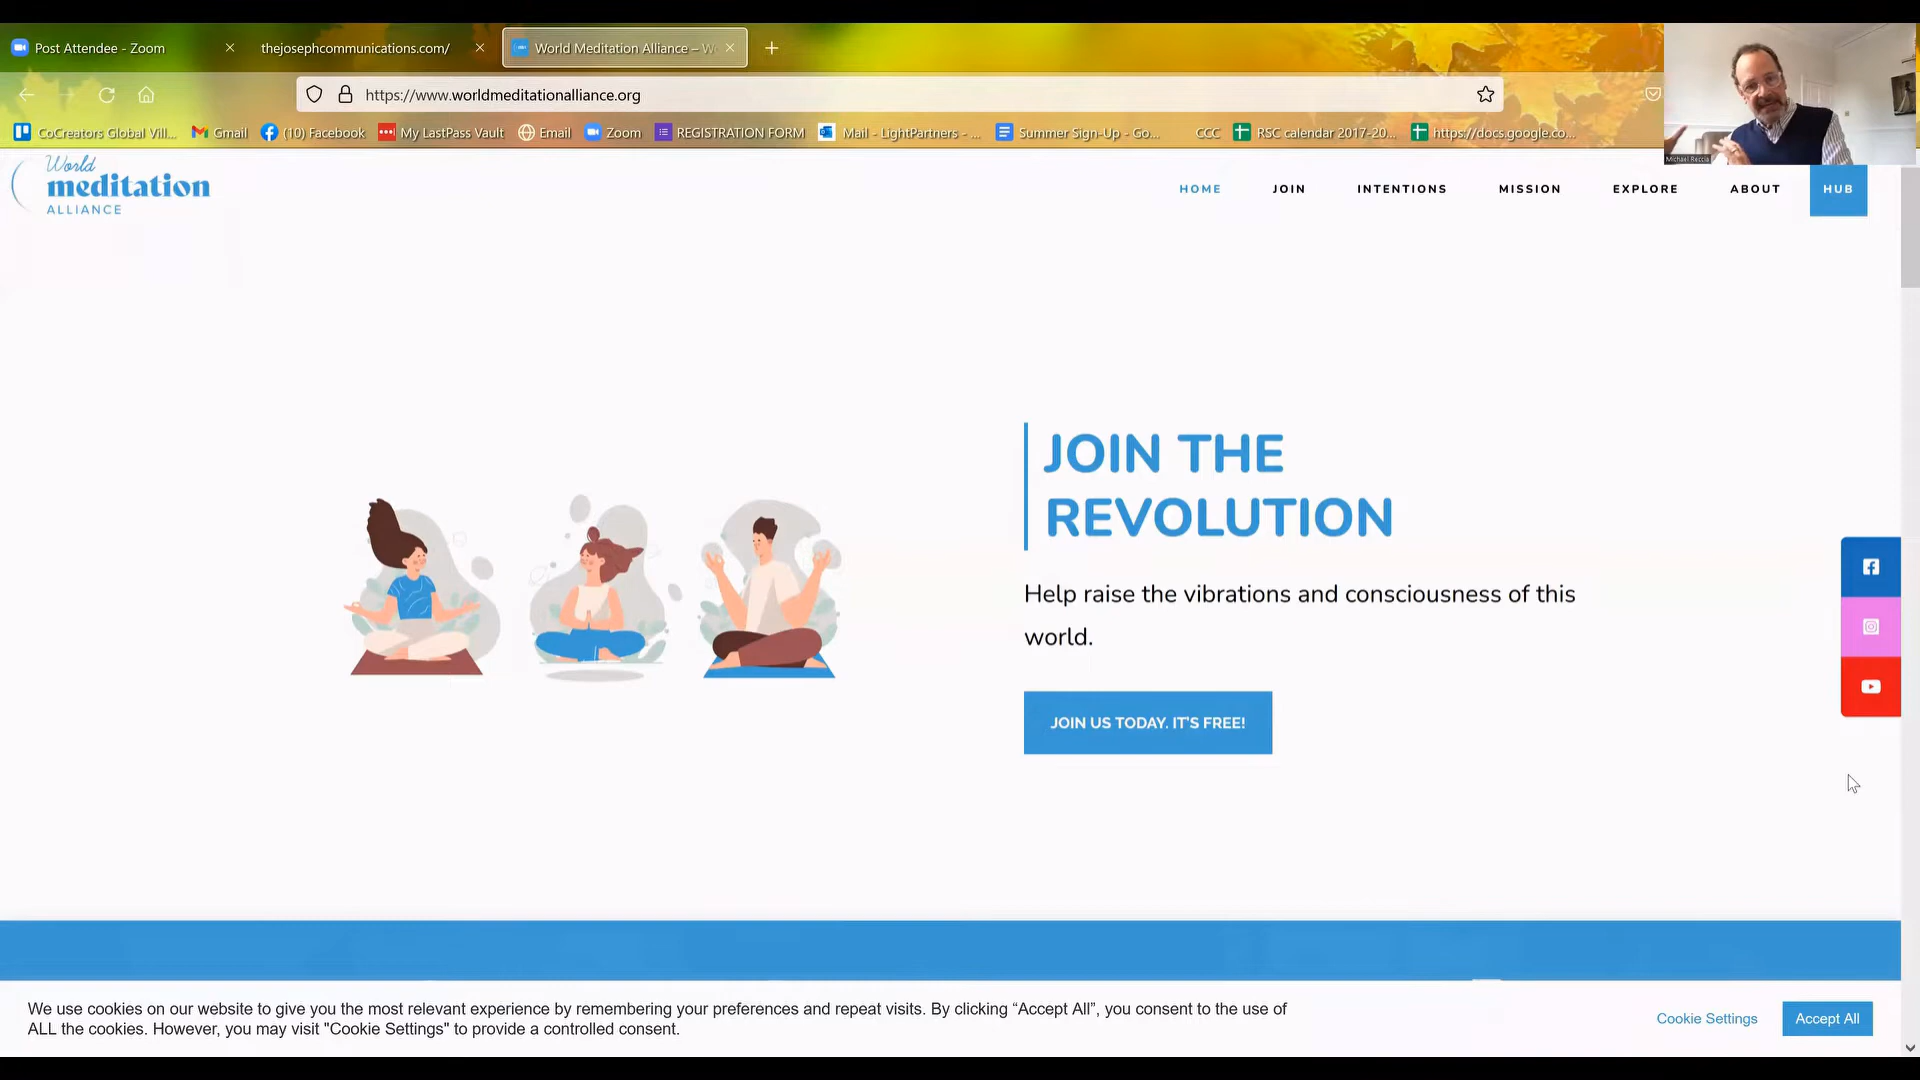 Post Attendee - Zoom
thejosephcommunications.com/
World Meditation Alliance – W
https://www.worldmeditationalliance.org
CoCreators Global Vill...
Gmail
(10) Facebook
My LastPass Vault
Email
Zoom
REGISTRATION FORM
Mail - LightPartners - ...
Summer Sign-Up - Go...
CCC
RSC calendar 2017-20...
https://docs.google.co...
Michael Reccia
World
meditation
ALLIANCE
HOME
JOIN
INTENTIONS
MISSION
EXPLORE
ABOUT
HUB
JOIN THE
REVOLUTION
Help raise the vibrations and consciousness of this
world.
JOIN US TODAY. IT'S FREE!
We use cookies on our website to give you the most relevant experience by remembering your preferences and repeat visits. By clicking “Accept All”, you consent to the use of
ALL the cookies. However, you may visit "Cookie Settings" to provide a controlled consent.
Cookie Settings
Accept All